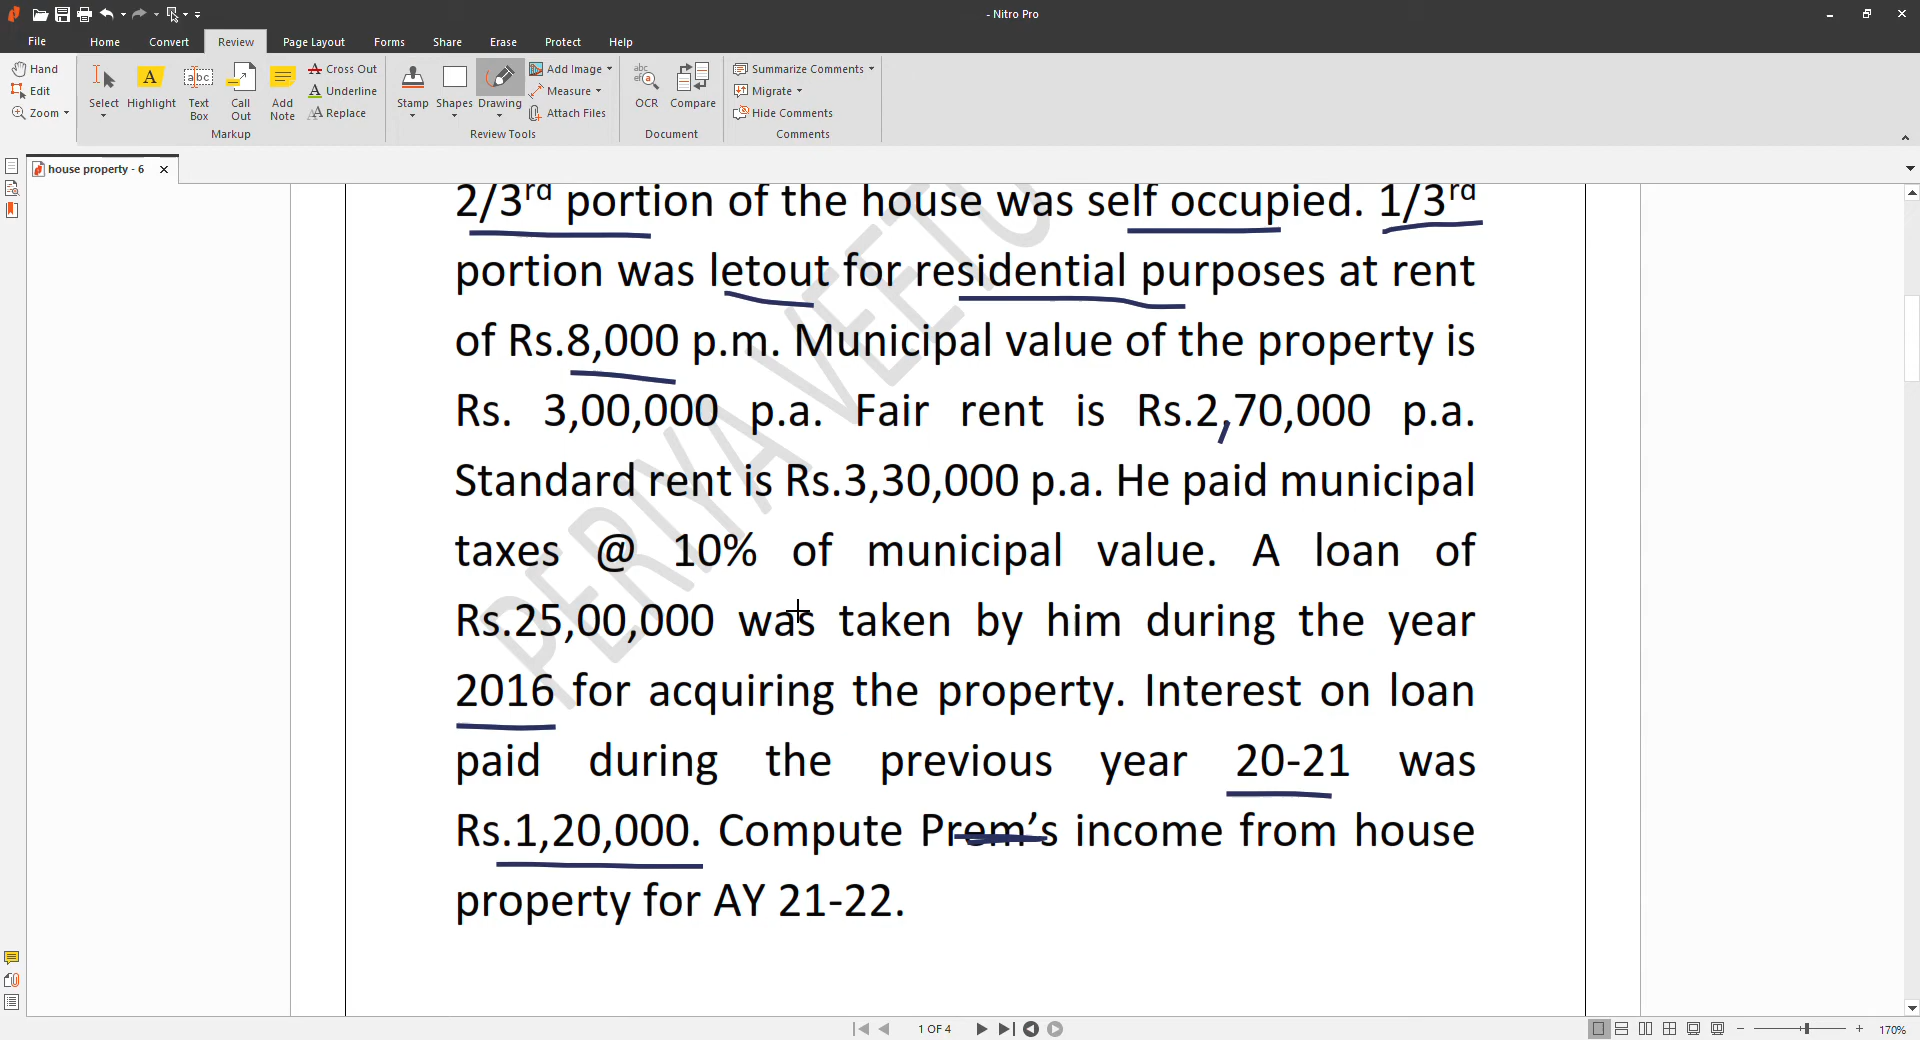 - Nitro Pro
File Home Convert Review Page Layout Forms Share Erase Protect Help
Hand
Edit
Zoom
Select
Highlight
Text Box
Call Out
Add Note
Cross Out
Underline
Replace
Markup
Stamp
Shapes
Drawing
Add Image
Measure
Attach Files
Review Tools
OCR
Compare
Document
Summarize Comments
Migrate
Hide Comments
Comments
house property - 6
2/3rd portion of the house was self occupied. 1/3rd
portion was letout for residential purposes at rent
of Rs.8,000 p.m. Municipal value of the property is
Rs. 3,00,000 p.a. Fair rent is Rs.2,70,000 p.a.
Standard rent is Rs.3,30,000 p.a. He paid municipal
taxes @ 10% of municipal value. A loan of
Rs.25,00,000 was taken by him during the year
2016 for acquiring the property. Interest on loan
paid during the previous year 20-21 was
Rs.1,20,000. Compute Prem’s income from house
property for AY 21-22.
PERIYA VEETU
1 OF 4
170%